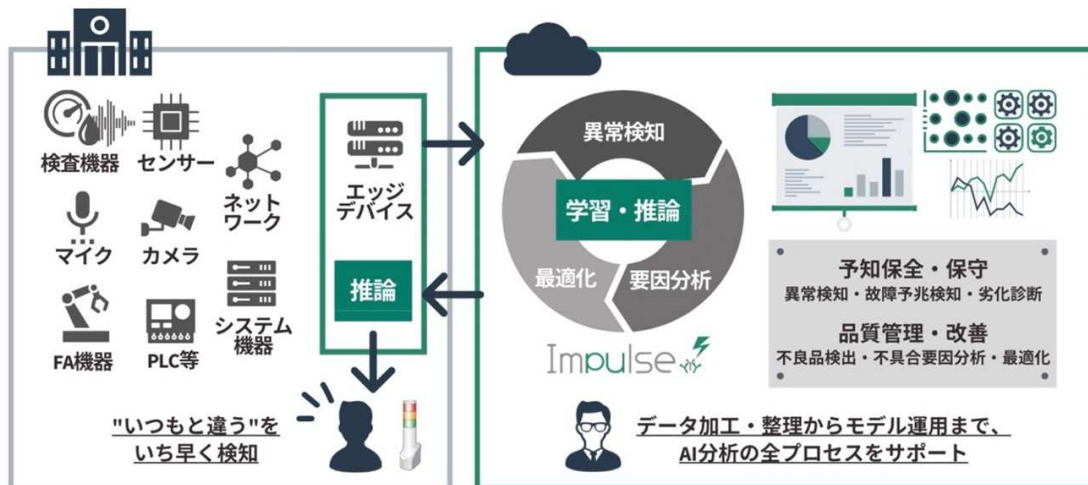 検査機器
センサー
ネット
ワーク
マイク
カメラ
FA機器
PLC等
システム
機器
エッジ
デバイス
推論
"いつもと違う"を
いち早く検知
異常検知
学習・推論
最適化
要因分析
Impulse
予知保全・保守
異常検知・故障予兆検知・劣化診断
品質管理・改善
不良品検出・不具合要因分析・最適化
データ加工・整理からモデル運用まで、
AI分析の全プロセスをサポート